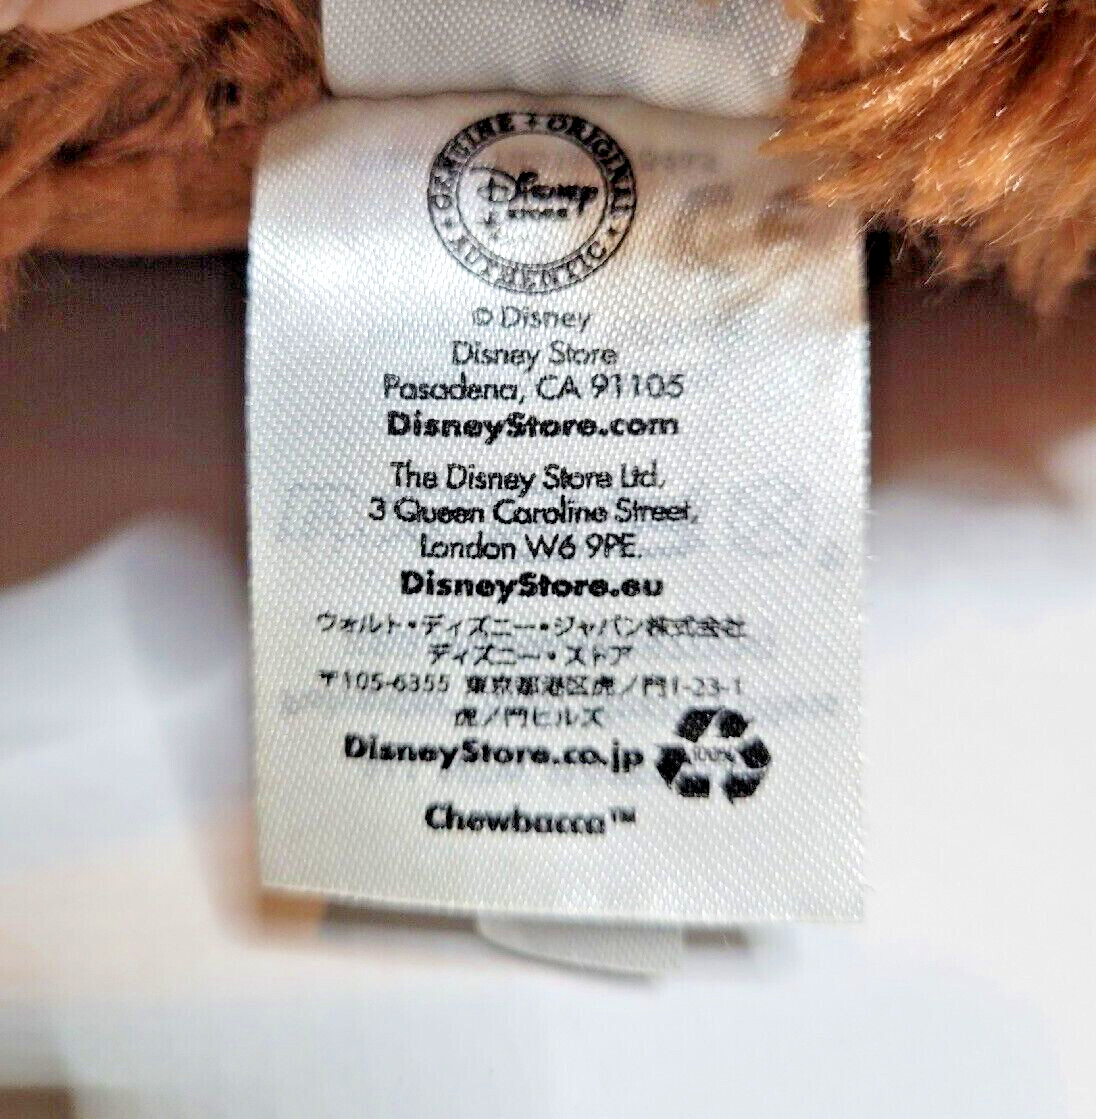 GENUINE • ORIGINAL • AUTHENTIC •
Disney
STORE
© Disney
Disney Store
Pasadena, CA 91105
DisneyStore.com
The Disney Store Ltd.
3 Queen Caroline Street,
London W6 9PE.
DisneyStore.eu
ウォルト・ディズニー・ジャパン株式会社
ディズニー・ストア
〒105-6355 東京都港区虎ノ門1-23-1
虎ノ門ヒルズ
DisneyStore.co.jp
100%
Chewbacca™